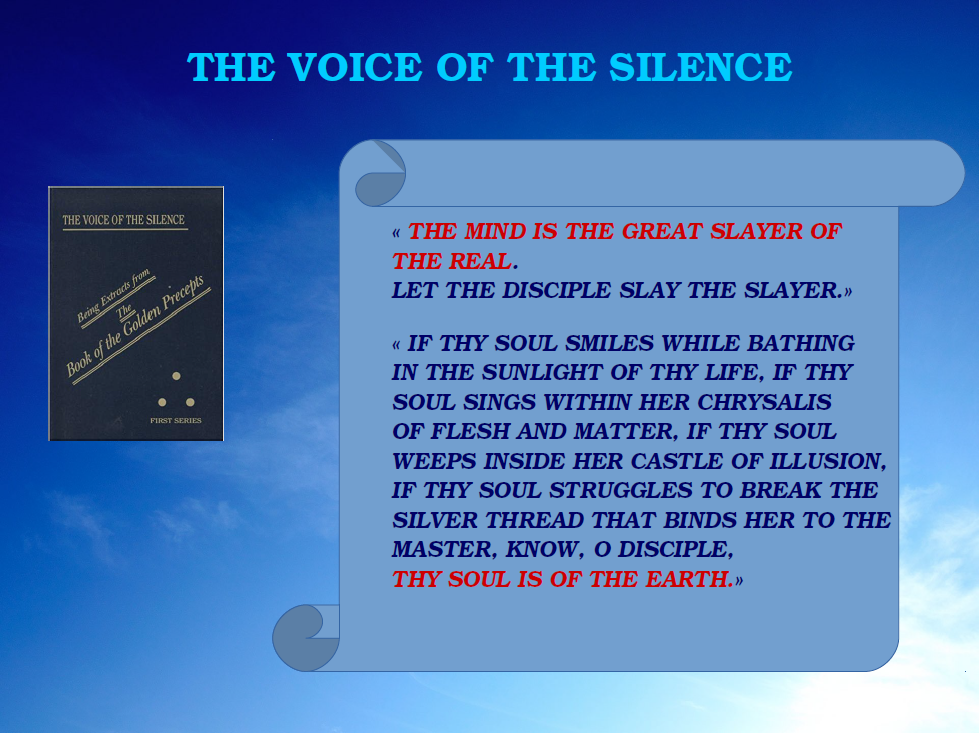 THE VOICE OF THE SILENCE
THE VOICE OF THE SILENCE
Being Extracts from
The
Book of the Golden Precepts
FIRST SERIES
« THE MIND IS THE GREAT SLAYER OF
THE REAL.
LET THE DISCIPLE SLAY THE SLAYER.»
« IF THY SOUL SMILES WHILE BATHING
IN THE SUNLIGHT OF THY LIFE, IF THY
SOUL SINGS WITHIN HER CHRYSALIS
OF FLESH AND MATTER, IF THY SOUL
WEEPS INSIDE HER CASTLE OF ILLUSION,
IF THY SOUL STRUGGLES TO BREAK THE
SILVER THREAD THAT BINDS HER TO THE
MASTER, KNOW, O DISCIPLE,
THY SOUL IS OF THE EARTH.»